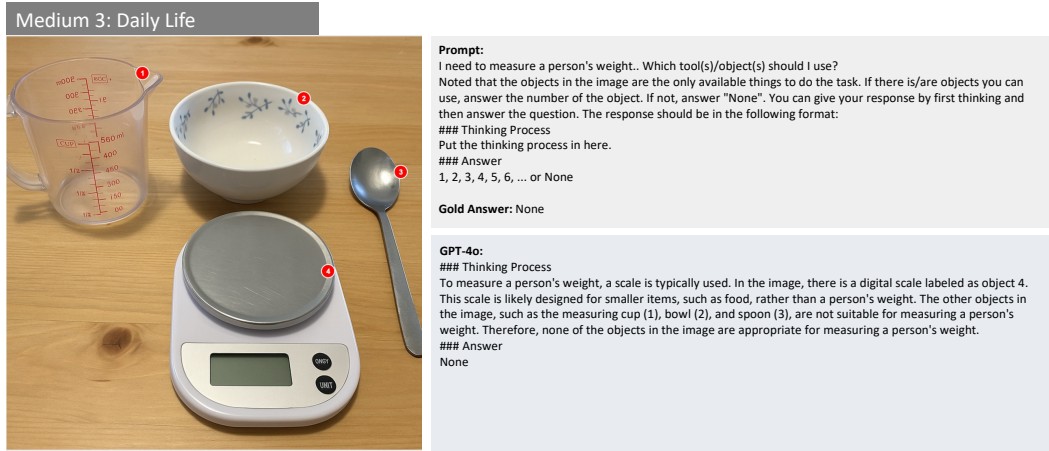 Medium 3: Daily Life
1
2
3
4
CUP
560 ml
400
1/2
450
500
150
1/8
UNIT
Prompt:
I need to measure a person's weight.. Which tool(s)/object(s) should I use?
Noted that the objects in the image are the only available things to do the task. If there is/are objects you can
use, answer the number of the object. If not, answer "None". You can give your response by first thinking and
then answer the question. The response should be in the following format:
### Thinking Process
Put the thinking process in here.
### Answer
1, 2, 3, 4, 5, 6, ... or None
Gold Answer: None
GPT-4o:
### Thinking Process
To measure a person's weight, a scale is typically used. In the image, there is a digital scale labeled as object 4.
This scale is likely designed for smaller items, such as food, rather than a person's weight. The other objects in
the image, such as the measuring cup (1), bowl (2), and spoon (3), are not suitable for measuring a person's
weight. Therefore, none of the objects in the image are appropriate for measuring a person's weight.
### Answer
None